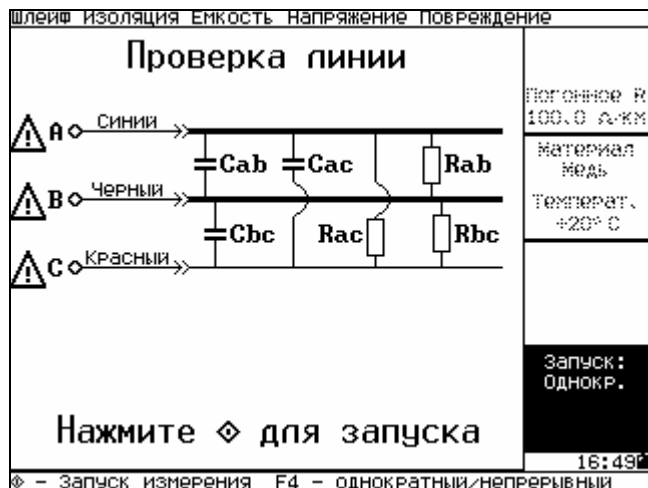 Шлейф Изоляция Емкость Напряжение Повреждение
Проверка линии
Погонное R
100.0 Ω/км
A Синий
Cab Cac Rab
Материал
Медь
B Черный
Температ.
+20° C
Cbc Rac Rbc
C Красный
Запуск:
Однокр.
Нажмите для запуска
16:49
- Запуск измерения F4 - однократный/непрерывный